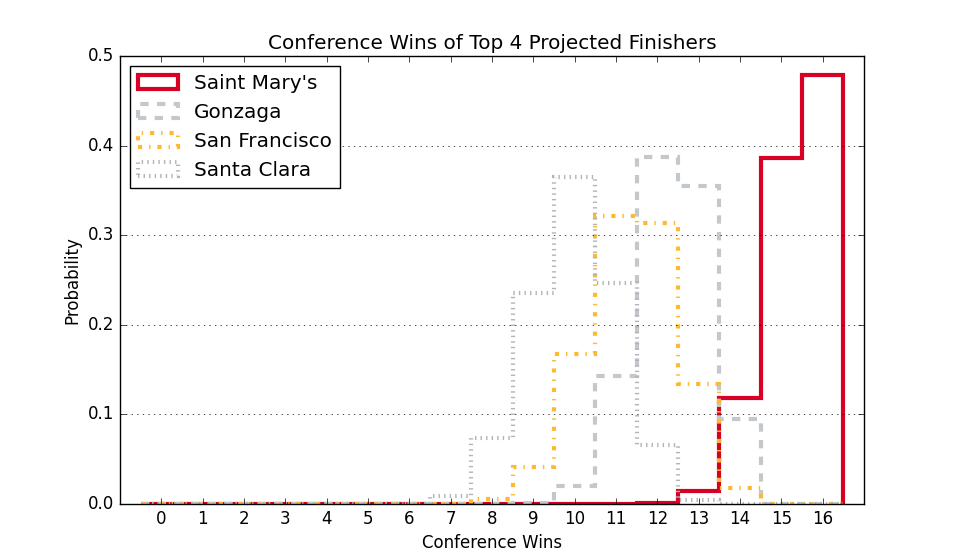 Conference Wins of Top 4 Projected Finishers
0.5
0.4
0.3
0.2
0.1
0.0
Probability
Saint Mary's
Gonzaga
San Francisco
Santa Clara
0 1 2 3 4 5 6 7 8 9 10 11 12 13 14 15 16
Conference Wins